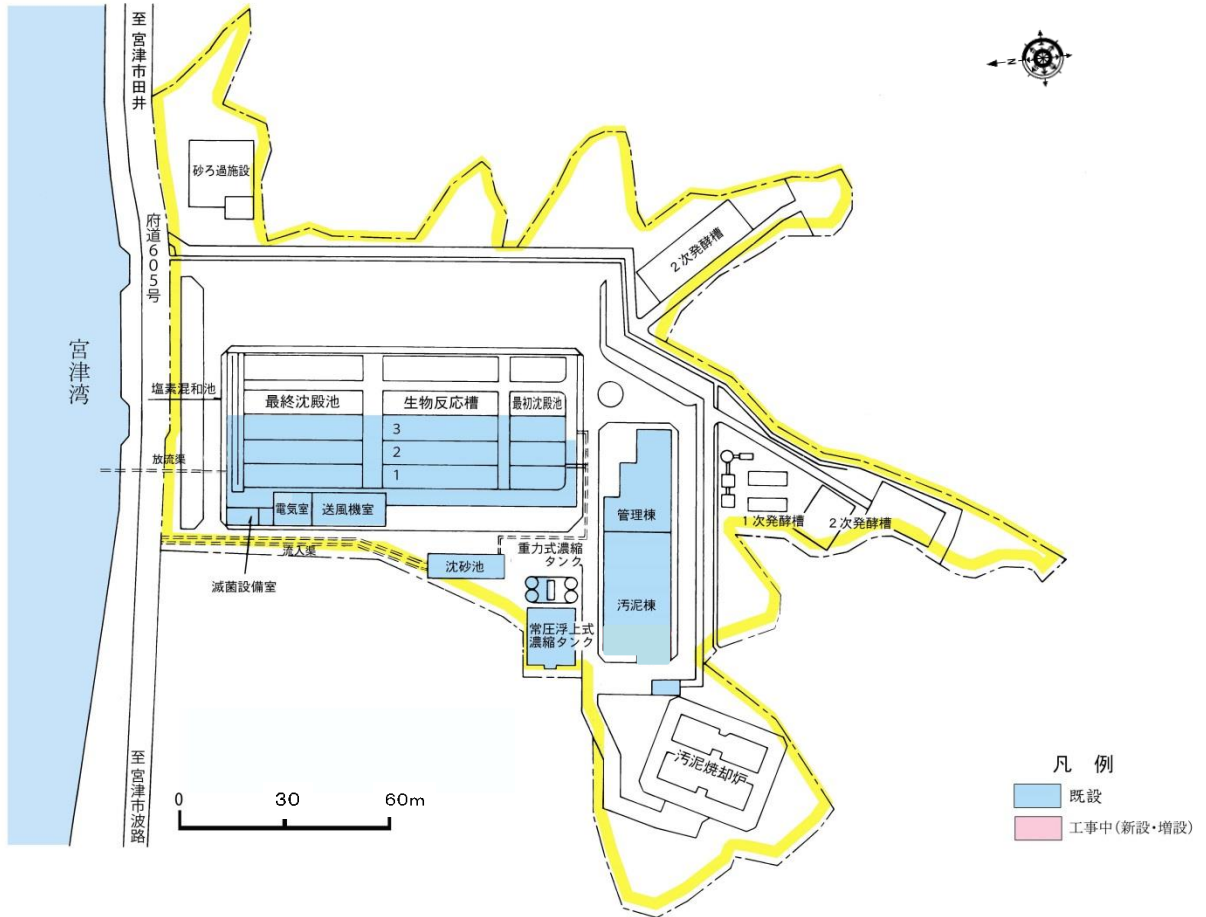 至 宮津市田井
N
砂ろ過施設
府道605号
2次発酵槽
宮津湾
塩素混和池
最終沈殿池
生物反応槽
最初沈殿池
3
2
1
放流渠
電気室
送風機室
管理棟
1次発酵槽
2次発酵槽
流入渠
重力式濃縮
タンク
沈砂池
滅菌設備室
汚泥棟
常圧浮上式
濃縮タンク
汚泥焼却炉
至 宮津市波路
0
30
60m
凡 例
既設
工事中(新設・増設)